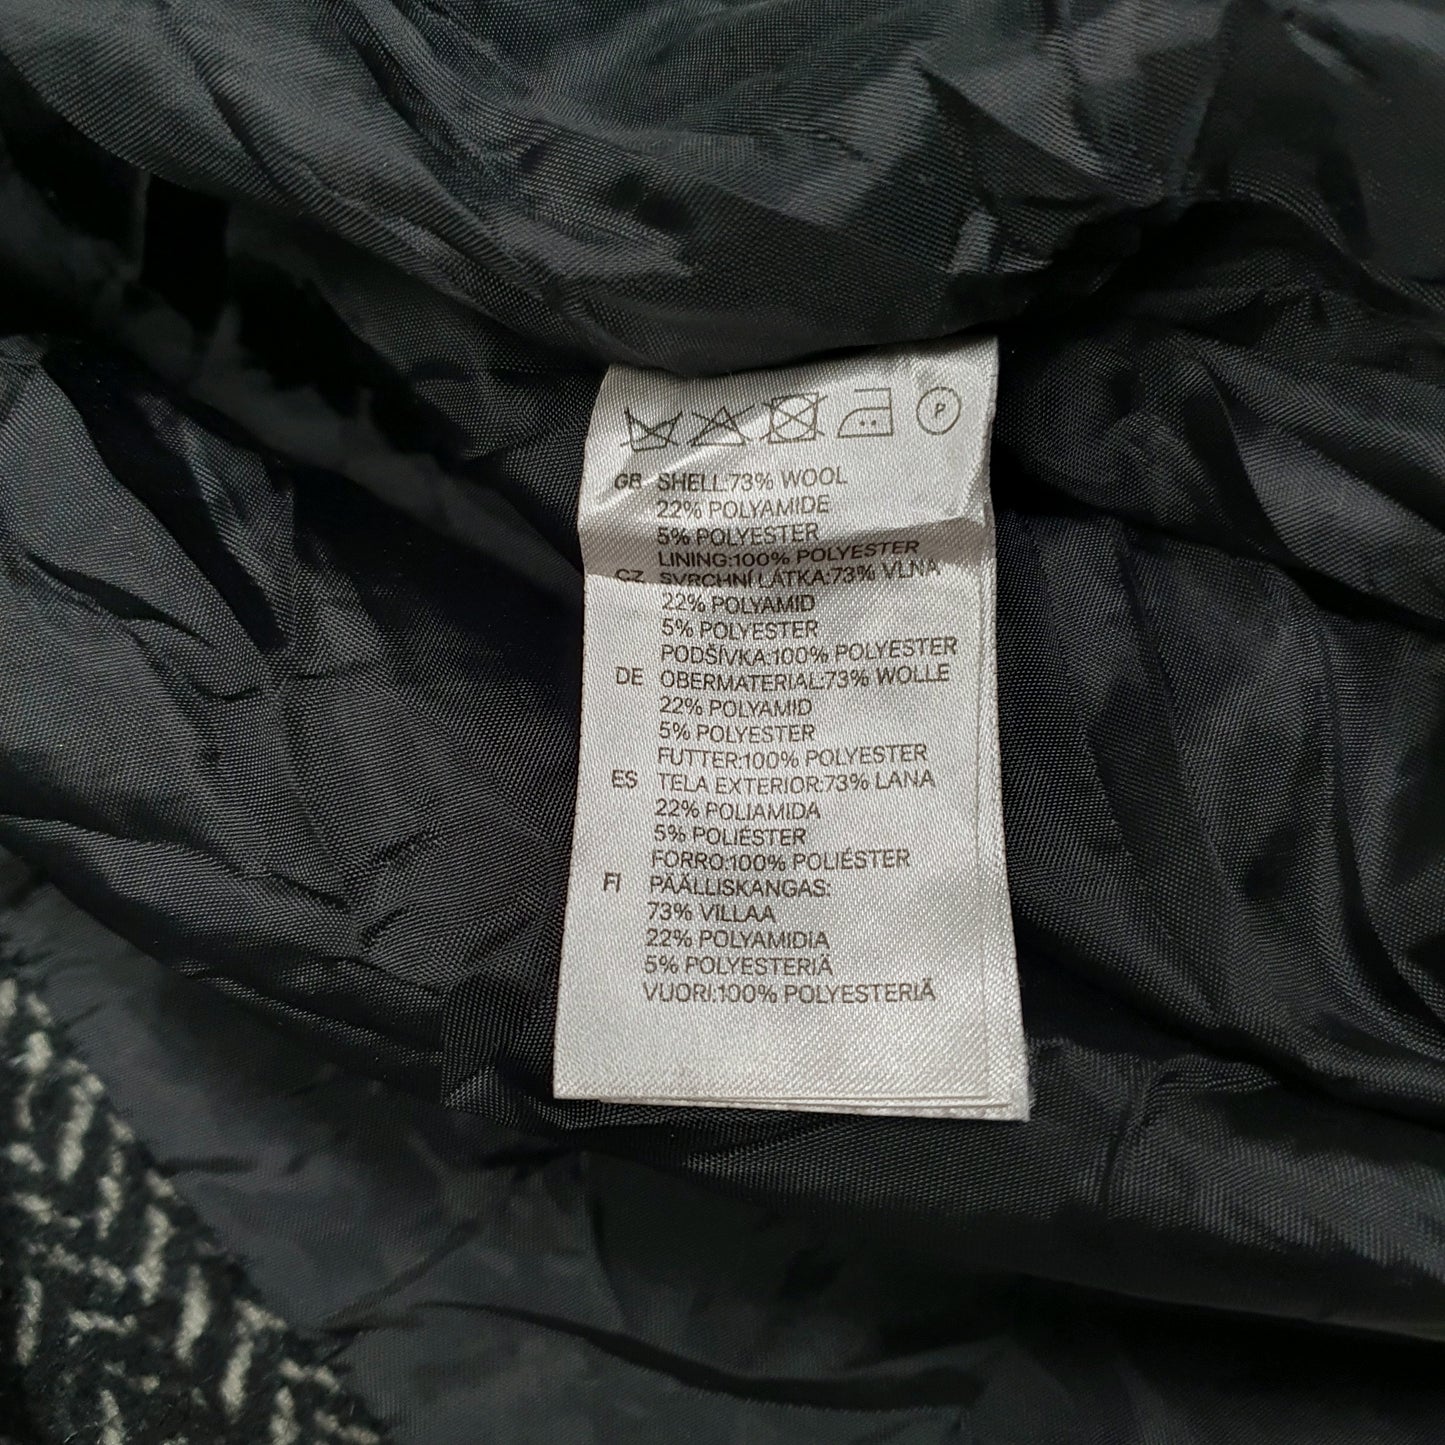 P
GB SHELL:73% WOOL
22% POLYAMIDE
5% POLYESTER
LINING:100% POLYESTER
CZ SVRCHNÍ LÁTKA:73% VLNA
22% POLYAMID
5% POLYESTER
PODŠÍVKA:100% POLYESTER
DE OBERMATERIAL:73% WOLLE
22% POLYAMID
5% POLYESTER
FUTTER:100% POLYESTER
ES TELA EXTERIOR:73% LANA
22% POLIAMIDA
5% POLIÉSTER
FORRO:100% POLIÉSTER
FI PÄÄLLISKANGAS:
73% VILLAA
22% POLYAMIDIA
5% POLYESTERIÄ
VUORI:100% POLYESTERIÄ